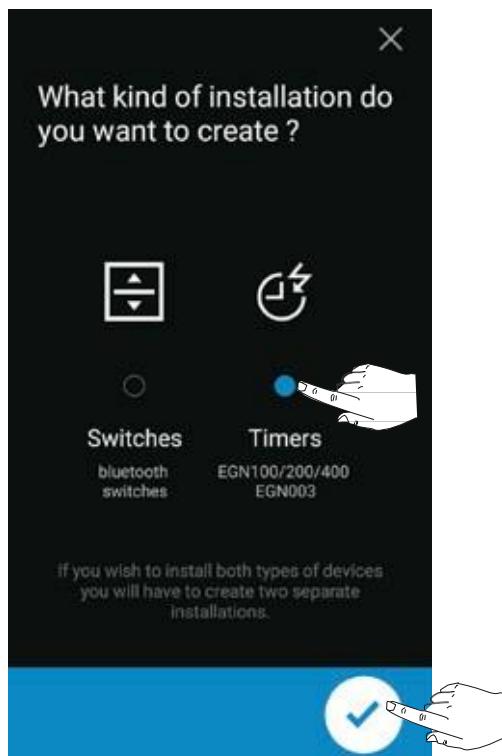 What kind of installation do
you want to create ?
Switches
bluetooth
switches
Timers
EGN100/200/400
EGN003
If you wish to install both types of devices
you will have to create two separate
installations.